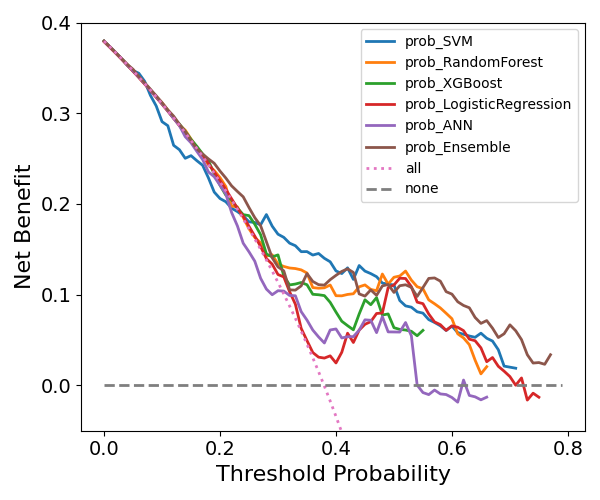 prob_SVM
prob_RandomForest
prob_XGBoost
prob_LogisticRegression
prob_ANN
prob_Ensemble
all
none
Net Benefit
0.4
0.3
0.2
0.1
0.0
0.0 0.2 0.4 0.6 0.8
Threshold Probability